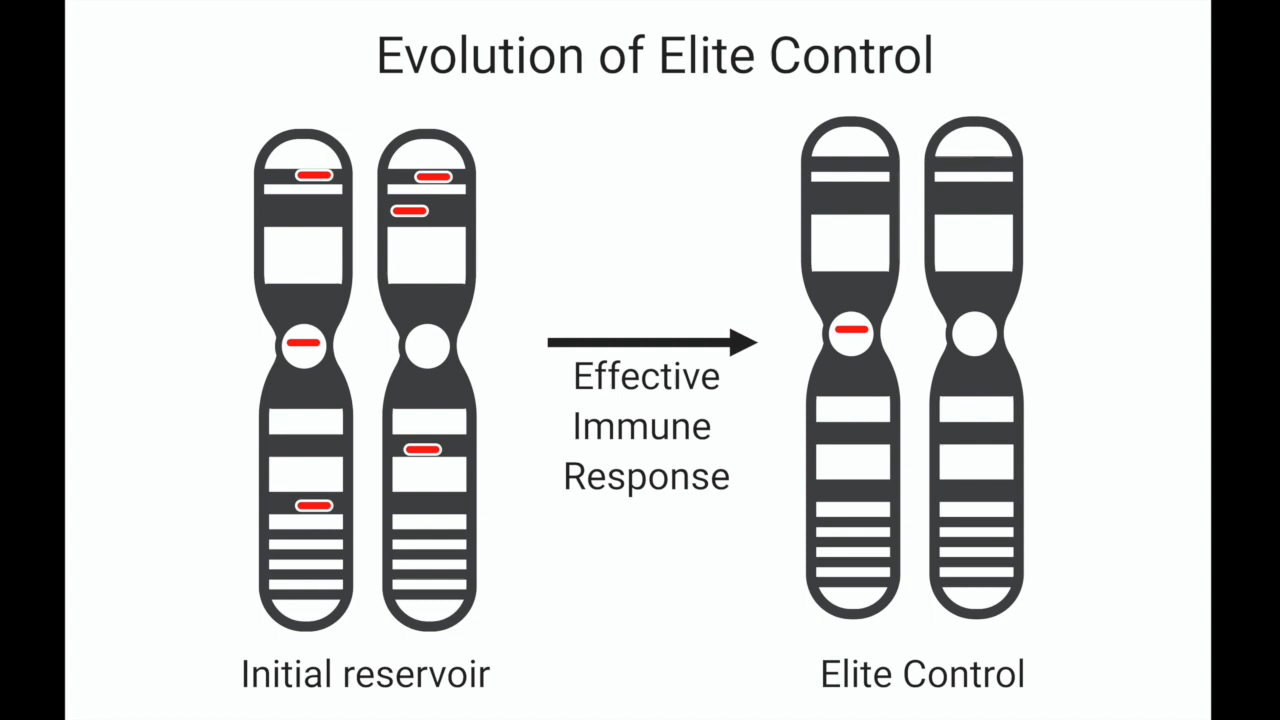 Evolution of Elite Control
Effective
Immune
Response
Initial reservoir
Elite Control